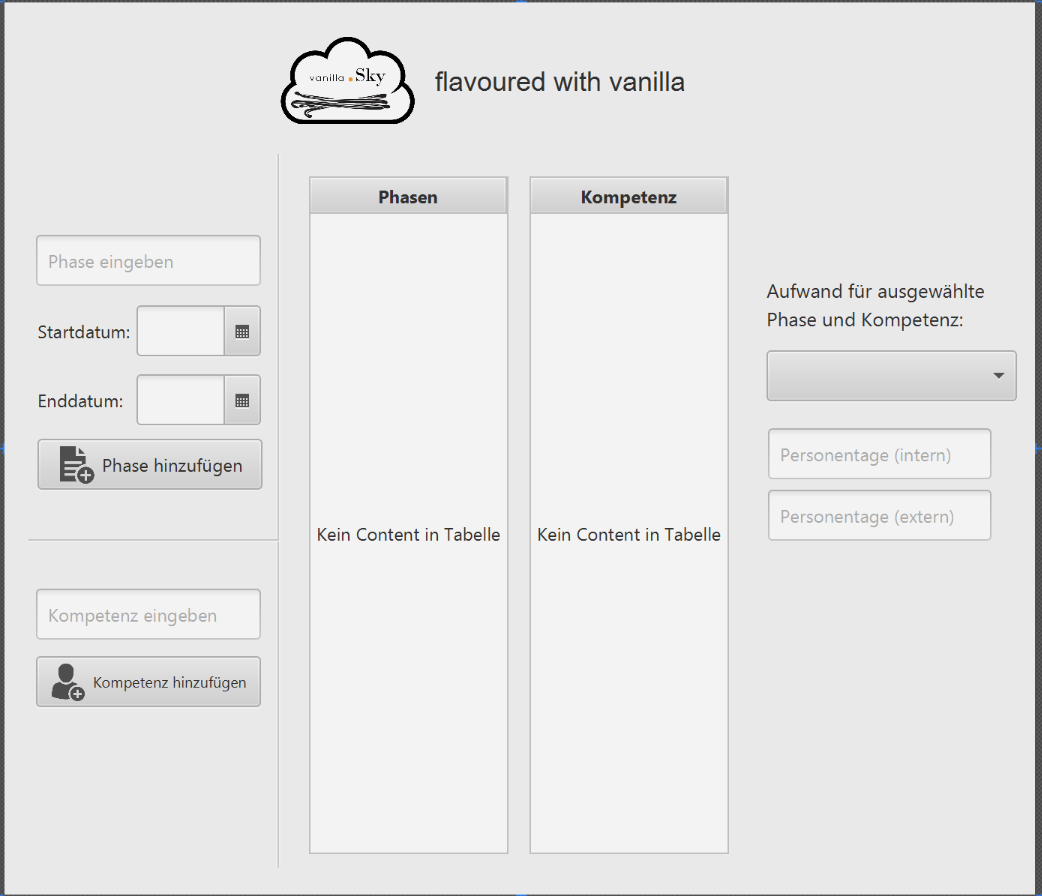 vanilla.Sky
flavoured with vanilla
Phase eingeben
Startdatum:
Enddatum:
Phase hinzufügen
Kompetenz eingeben
Kompetenz hinzufügen
Phasen
Kein Content in Tabelle
Kompetenz
Kein Content in Tabelle
Aufwand für ausgewählte
Phase und Kompetenz:
Personentage (intern)
Personentage (extern)